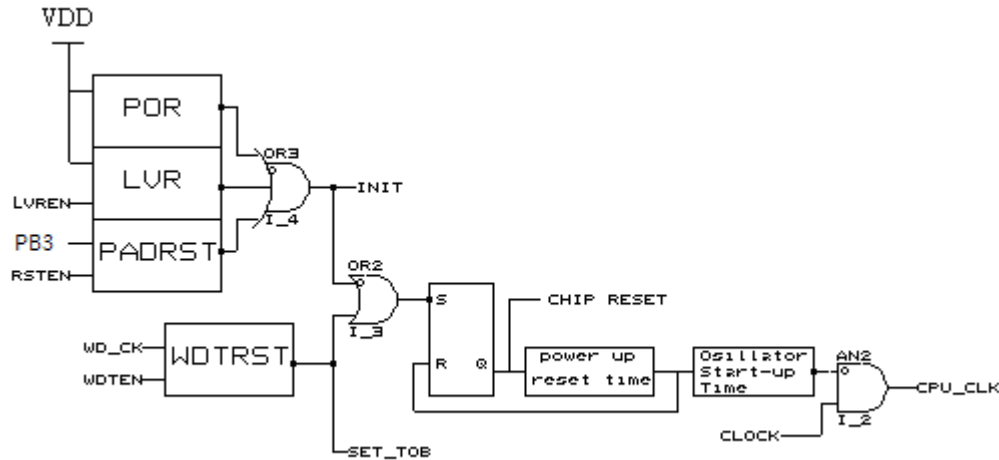 VDD
POR
OR3
LVR
INIT
LVREN
I_4
PB3
PADRST
RSTEN
OR2
S
CHIP RESET
I_3
WD_CK
WDTRST
WDTEN
R
Q
power up
reset time
Osillator
Start-up
Time
AN2
CPU_CLK
I_2
CLOCK
SET_TOB